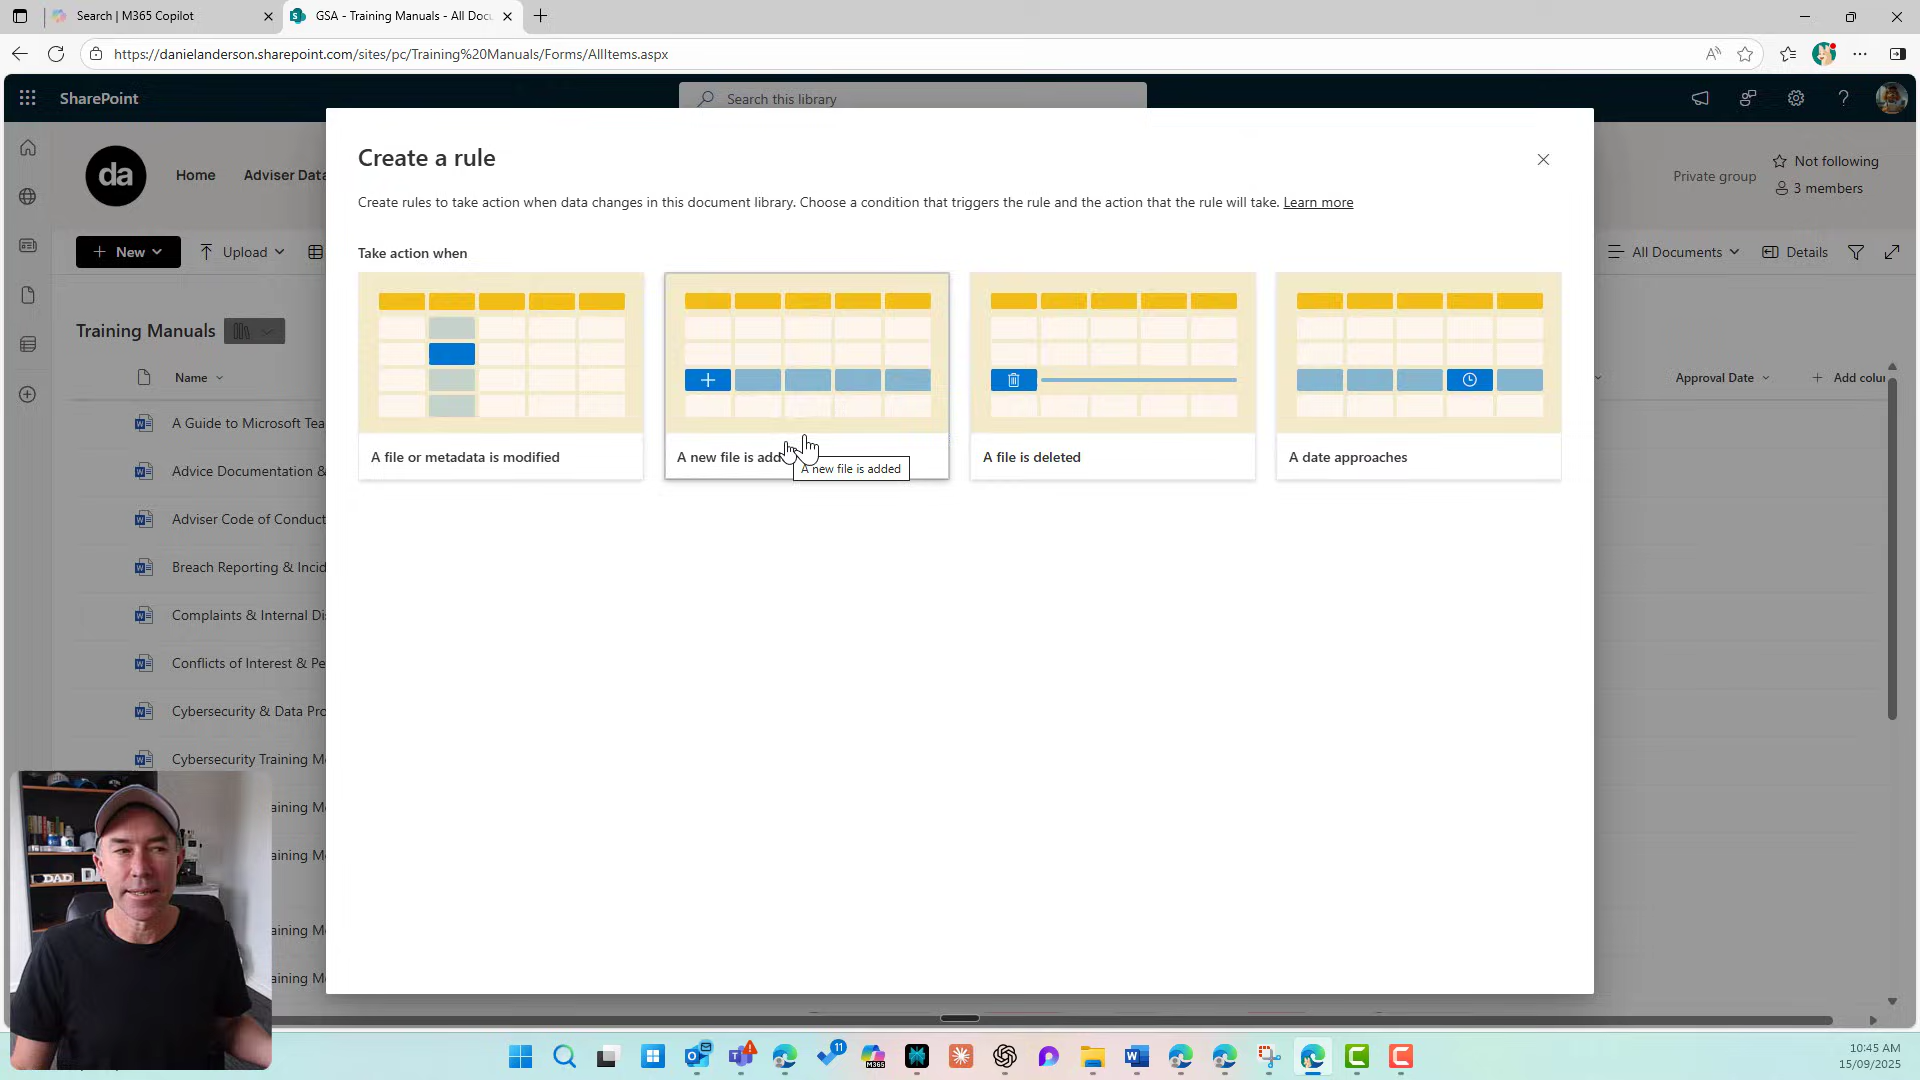 Search | M365 Copilot
GSA - Training Manuals - All Doc
https://danielanderson.sharepoint.com/sites/pc/Training%20Manuals/Forms/AllItems.aspx
SharePoint
Search this library
da
Home
Adviser Data
Private group
Not following
3 members
New
Upload
All Documents
Details
Training Manuals
Name
Approval Date
Add colu
A Guide to Microsoft Tea
Advice Documentation &
Adviser Code of Conduct
Breach Reporting & Incid
Complaints & Internal Di
Conflicts of Interest & Pe
Cybersecurity & Data Pro
Cybersecurity Training M
aining M
aining M
aining M
aining M
Create a rule
Create rules to take action when data changes in this document library. Choose a condition that triggers the rule and the action that the rule will take. Learn more
Take action when
A file or metadata is modified
A new file is add
A new file is added
A file is deleted
A date approaches
DAD
11
M365
10:45 AM
15/09/2025